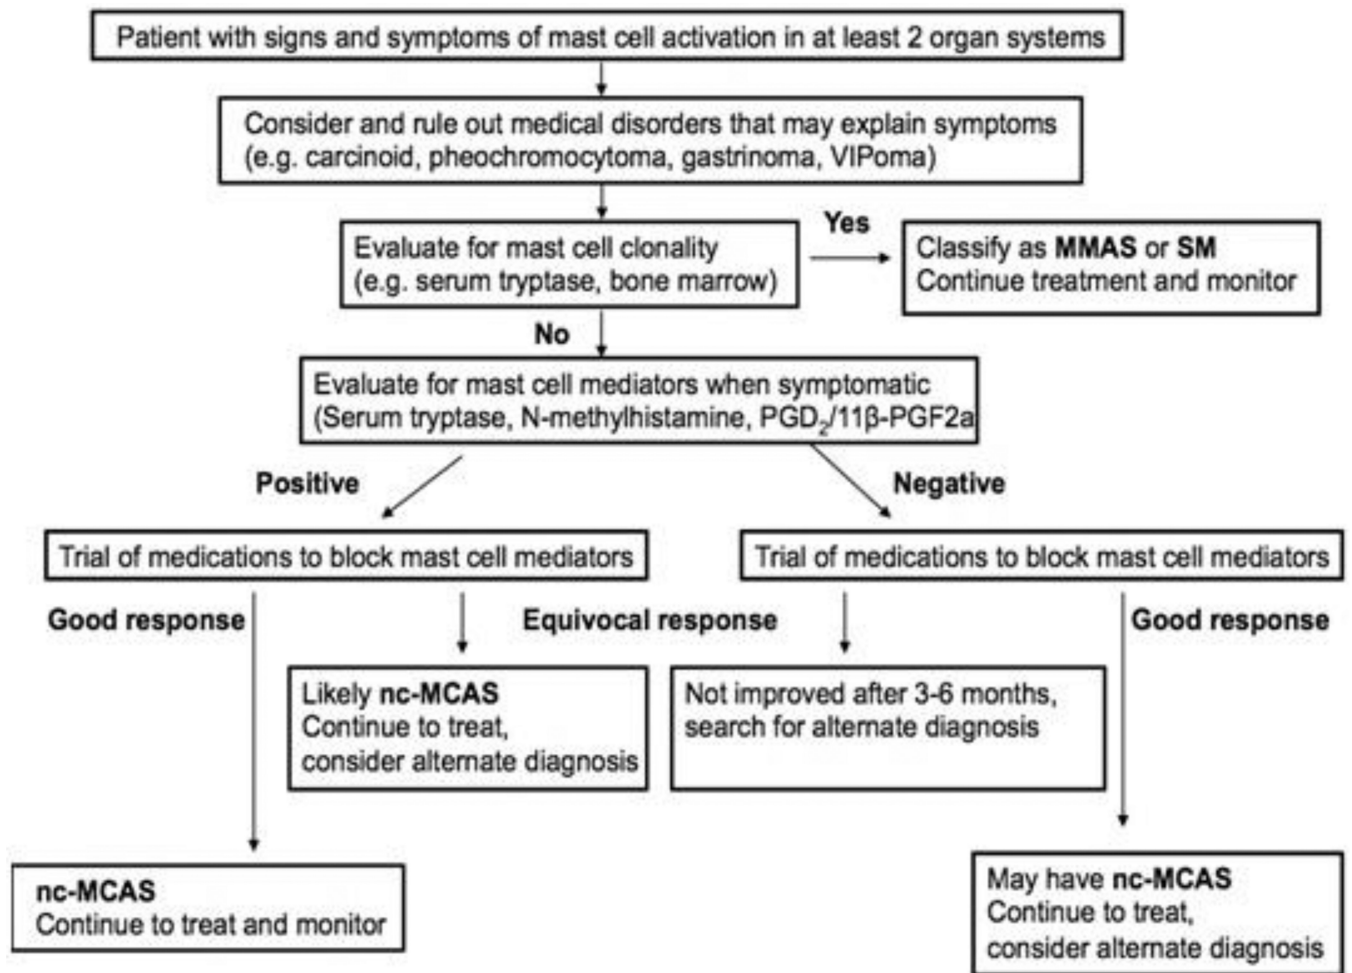 Patient with signs and symptoms of mast cell activation in at least 2 organ systems
Consider and rule out medical disorders that may explain symptoms
(e.g. carcinoid, pheochromocytoma, gastrinoma, VIPoma)
Yes
Evaluate for mast cell clonality
(e.g. serum tryptase, bone marrow)
Classify as MMAS or SM
Continue treatment and monitor
No
Evaluate for mast cell mediators when symptomatic
(Serum tryptase, N-methylhistamine, PGD₂/11β-PGF2a
Positive
Negative
Trial of medications to block mast cell mediators
Trial of medications to block mast cell mediators
Good response
Equivocal response
Good response
Likely nc-MCAS
Continue to treat,
consider alternate diagnosis
Not improved after 3-6 months,
search for alternate diagnosis
nc-MCAS
Continue to treat and monitor
May have nc-MCAS
Continue to treat,
consider alternate diagnosis